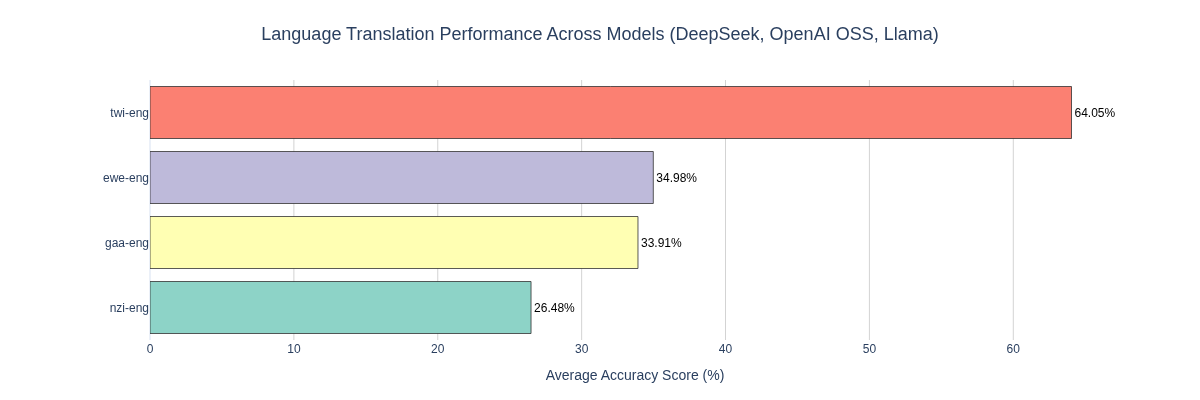 Language Translation Performance Across Models (DeepSeek, OpenAI OSS, Llama)
twi-eng 64.05%
ewe-eng 34.98%
gaa-eng 33.91%
nzi-eng 26.48%
0 10 20 30 40 50 60
Average Accuracy Score (%)